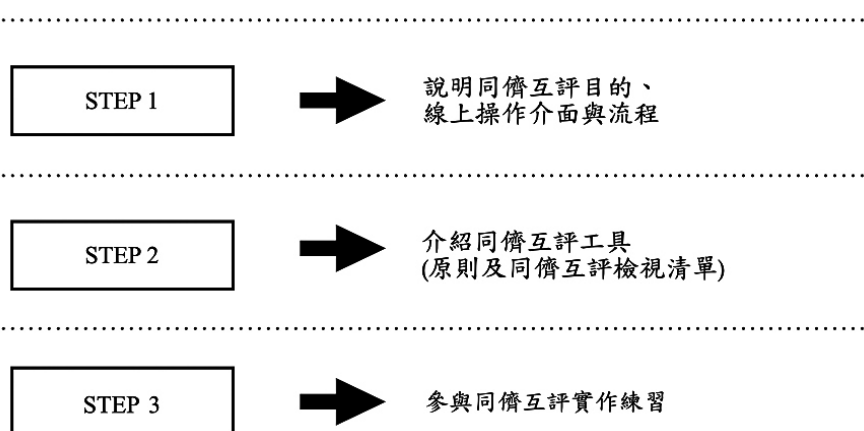 STEP 1
說明同儕互評目的、
線上操作介面與流程
STEP 2
介紹同儕互評工具
(原則及同儕互評檢視清單)
STEP 3
參與同儕互評實作練習